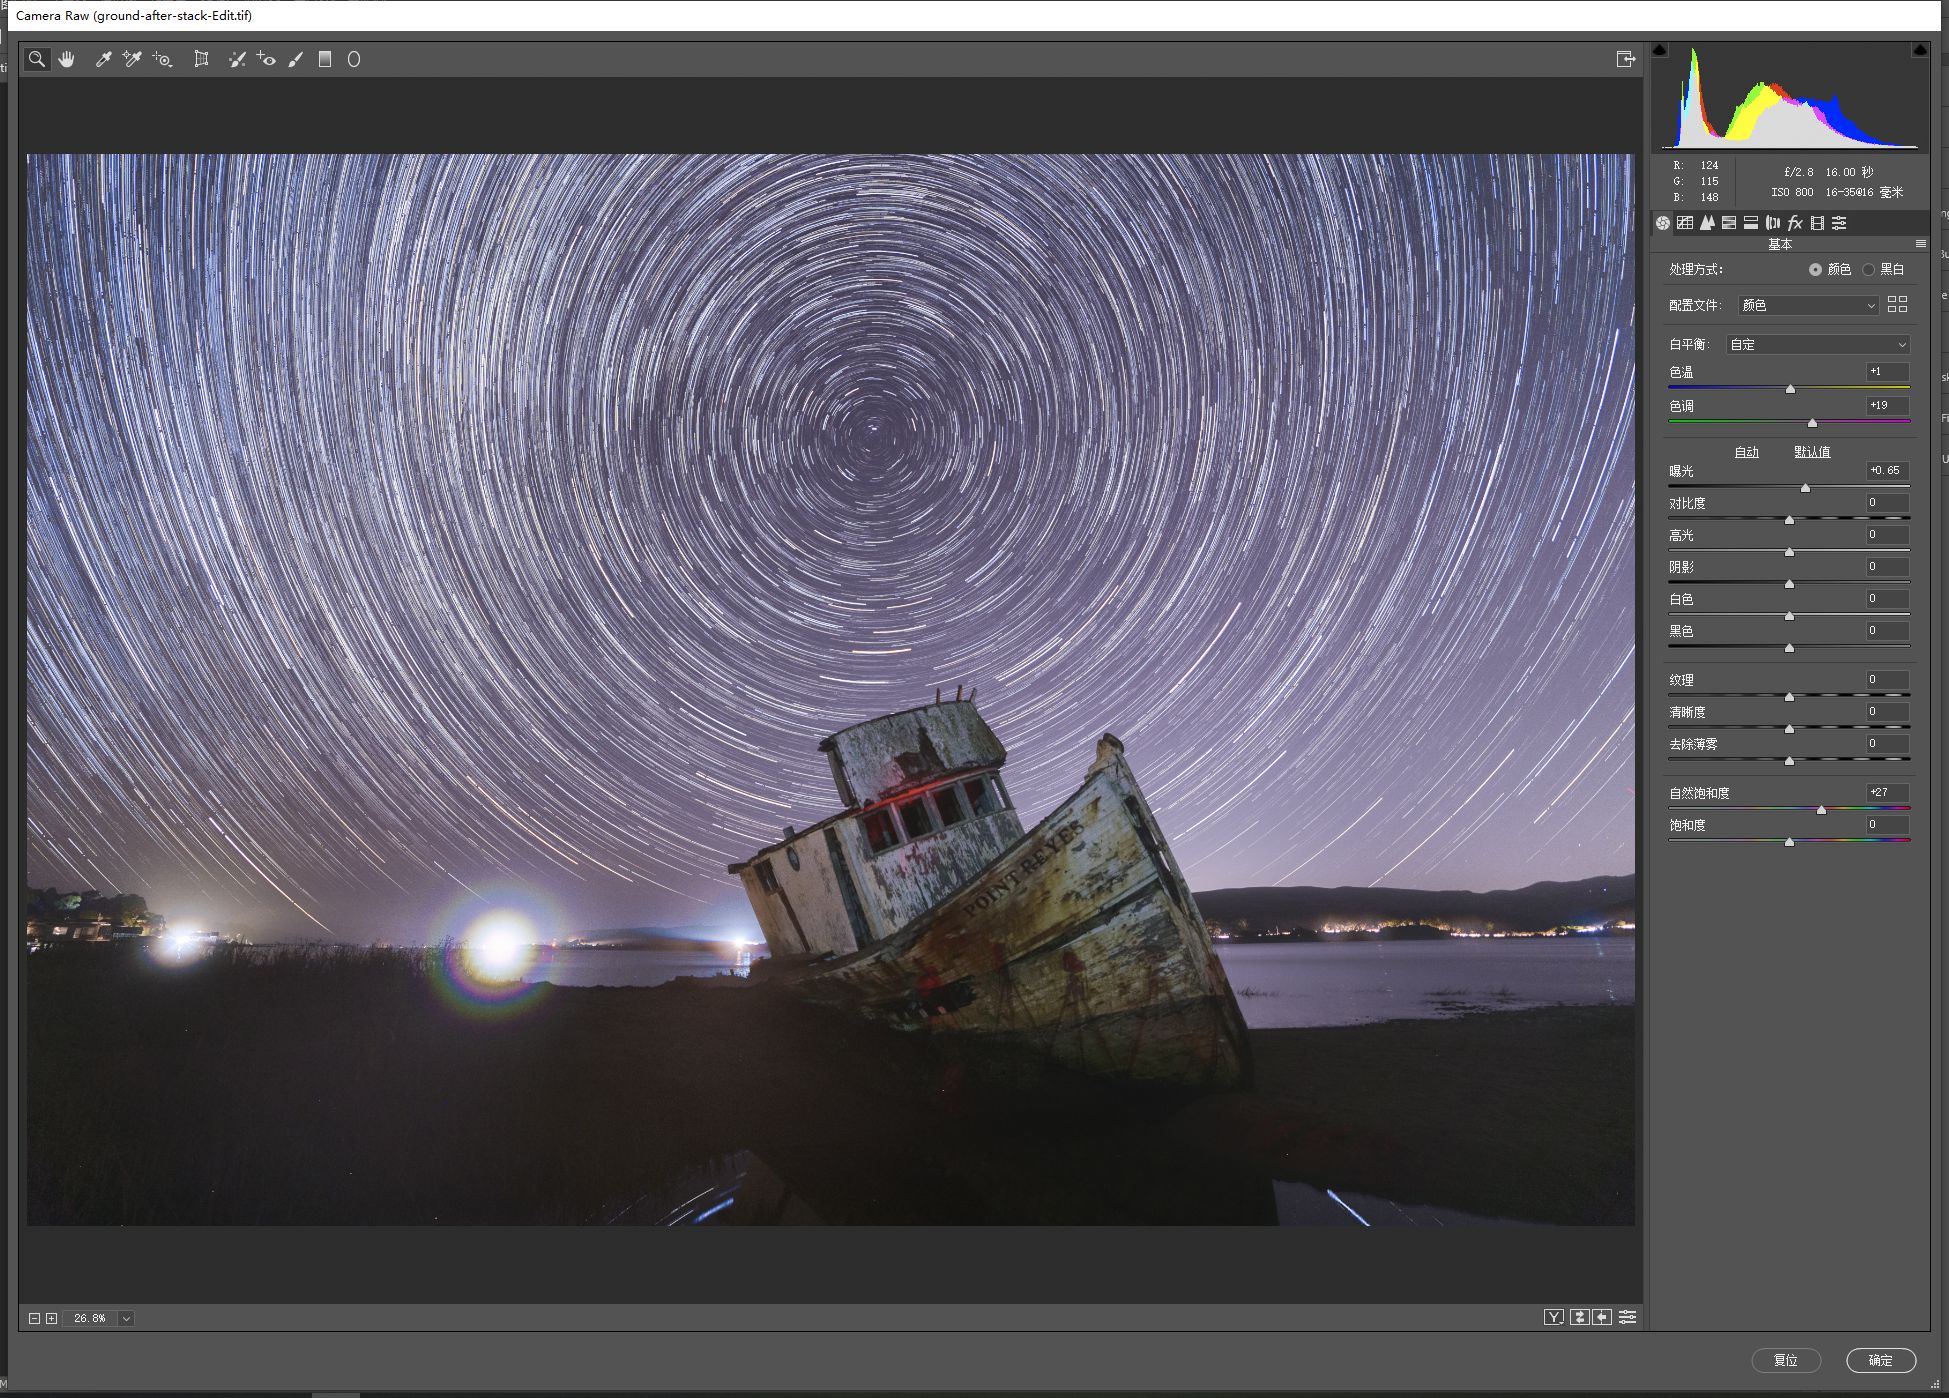 Camera Raw (ground-after-stack-Edit.tif)
R: 124
G: 115
B: 148
f/2.8 16.00 秒
ISO 800 16-35@16 毫米
基本
处理方式: 颜色 黑白
配置文件: 颜色
白平衡: 自定
色温 +1
色调 +19
自动 默认值
曝光 +0.65
对比度 0
高光 0
阴影 0
白色 0
黑色 0
纹理 0
清晰度 0
去除薄雾 0
自然饱和度 +27
饱和度 0
POINT REYES
26.8%
Y
复位 确定